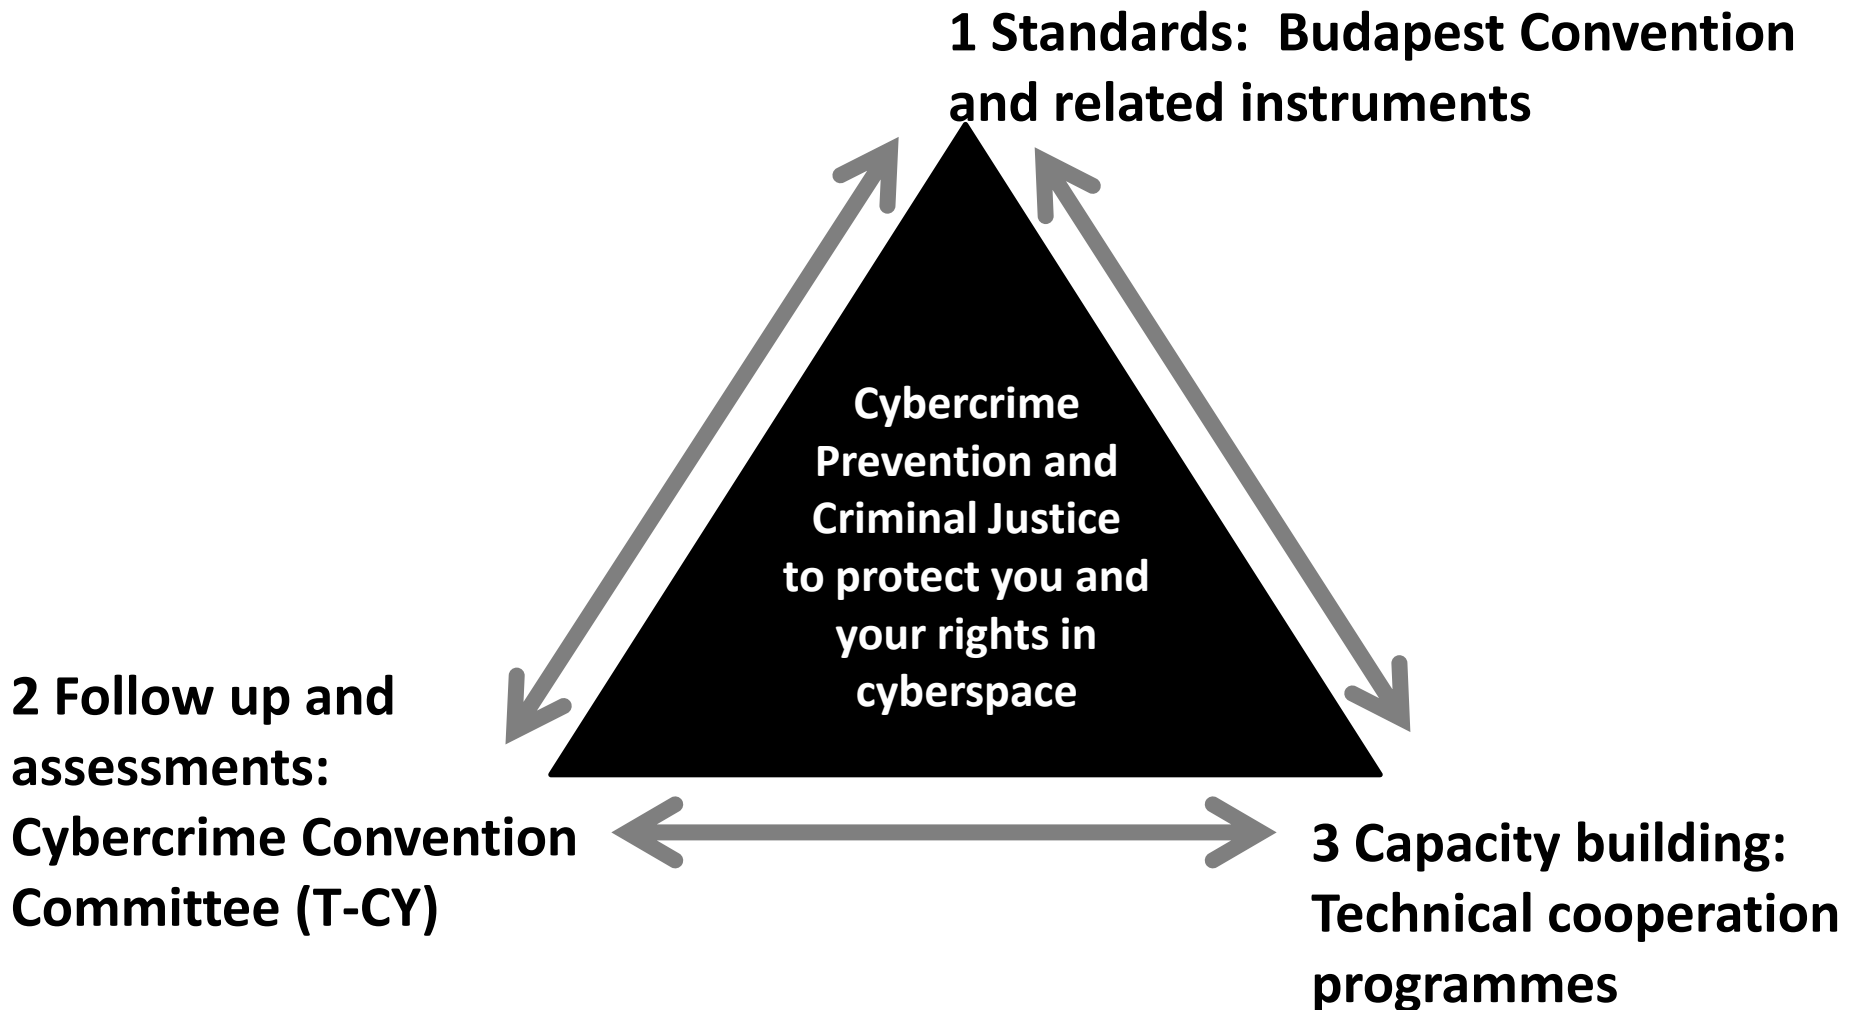 1 Standards:  Budapest Convention
and related instruments
Cybercrime
Prevention and
Criminal Justice
to protect you and
your rights in
cyberspace
2 Follow up and
assessments:
Cybercrime Convention
Committee (T-CY)
3 Capacity building:
Technical cooperation
programmes